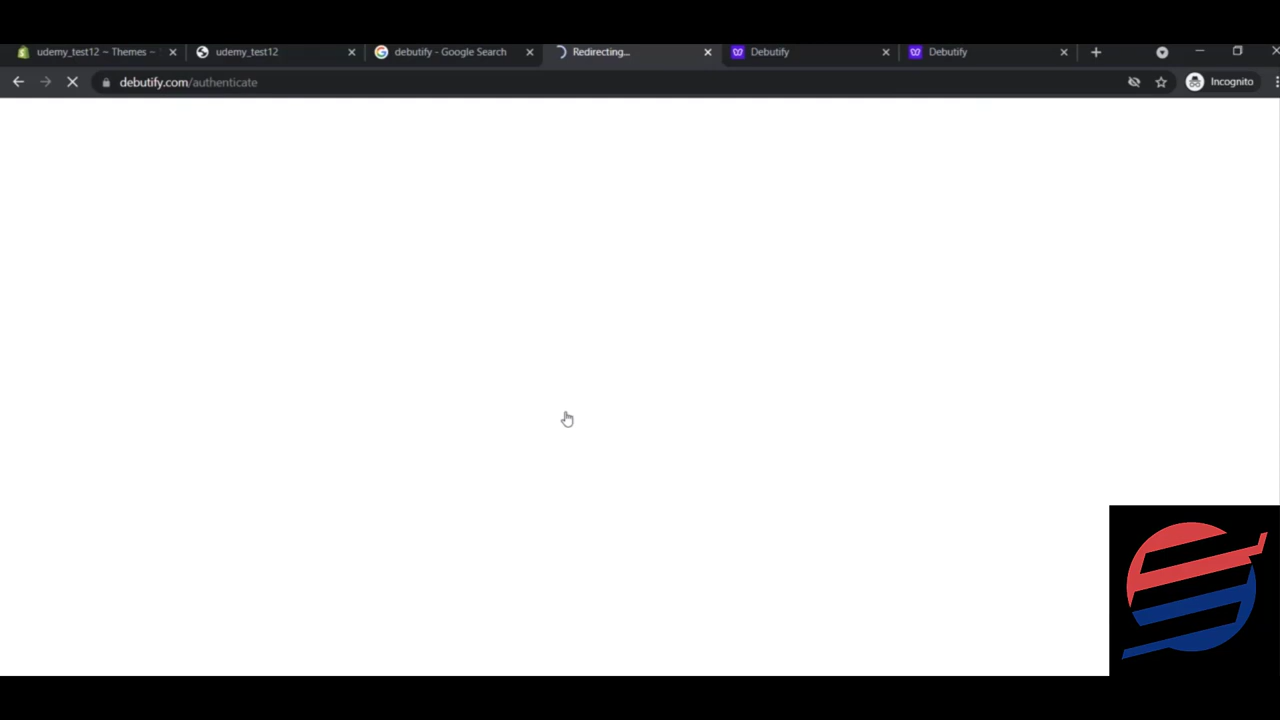 udemy_test12 ~ Themes ~
udemy_test12
debutify - Google Search
Redirecting...
Debutify
Debutify
debutify.com/authenticate
Incognito